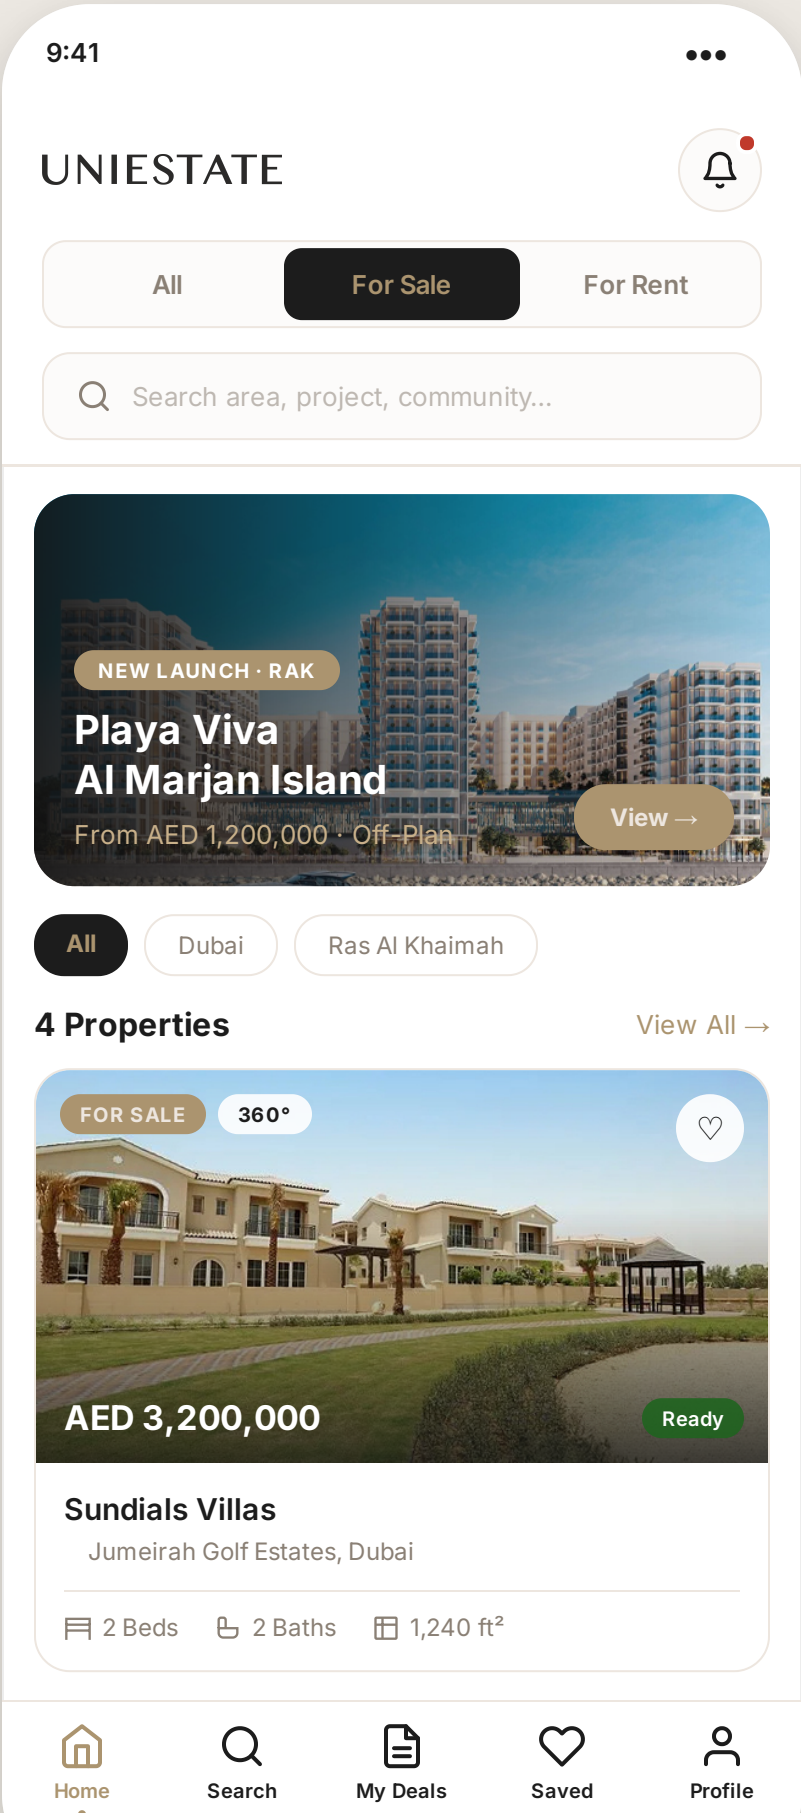 9:41
UNIESTATE
All
For Sale
For Rent
Search area, project, community...
NEW LAUNCH · RAK
Playa Viva
Al Marjan Island
From AED 1,200,000 · Off-Plan
View →
All
Dubai
Ras Al Khaimah
4 Properties
View All →
FOR SALE
360°
AED 3,200,000
Ready
Sundials Villas
Jumeirah Golf Estates, Dubai
2 Beds
2 Baths
1,240 ft²
Home
Search
My Deals
Saved
Profile